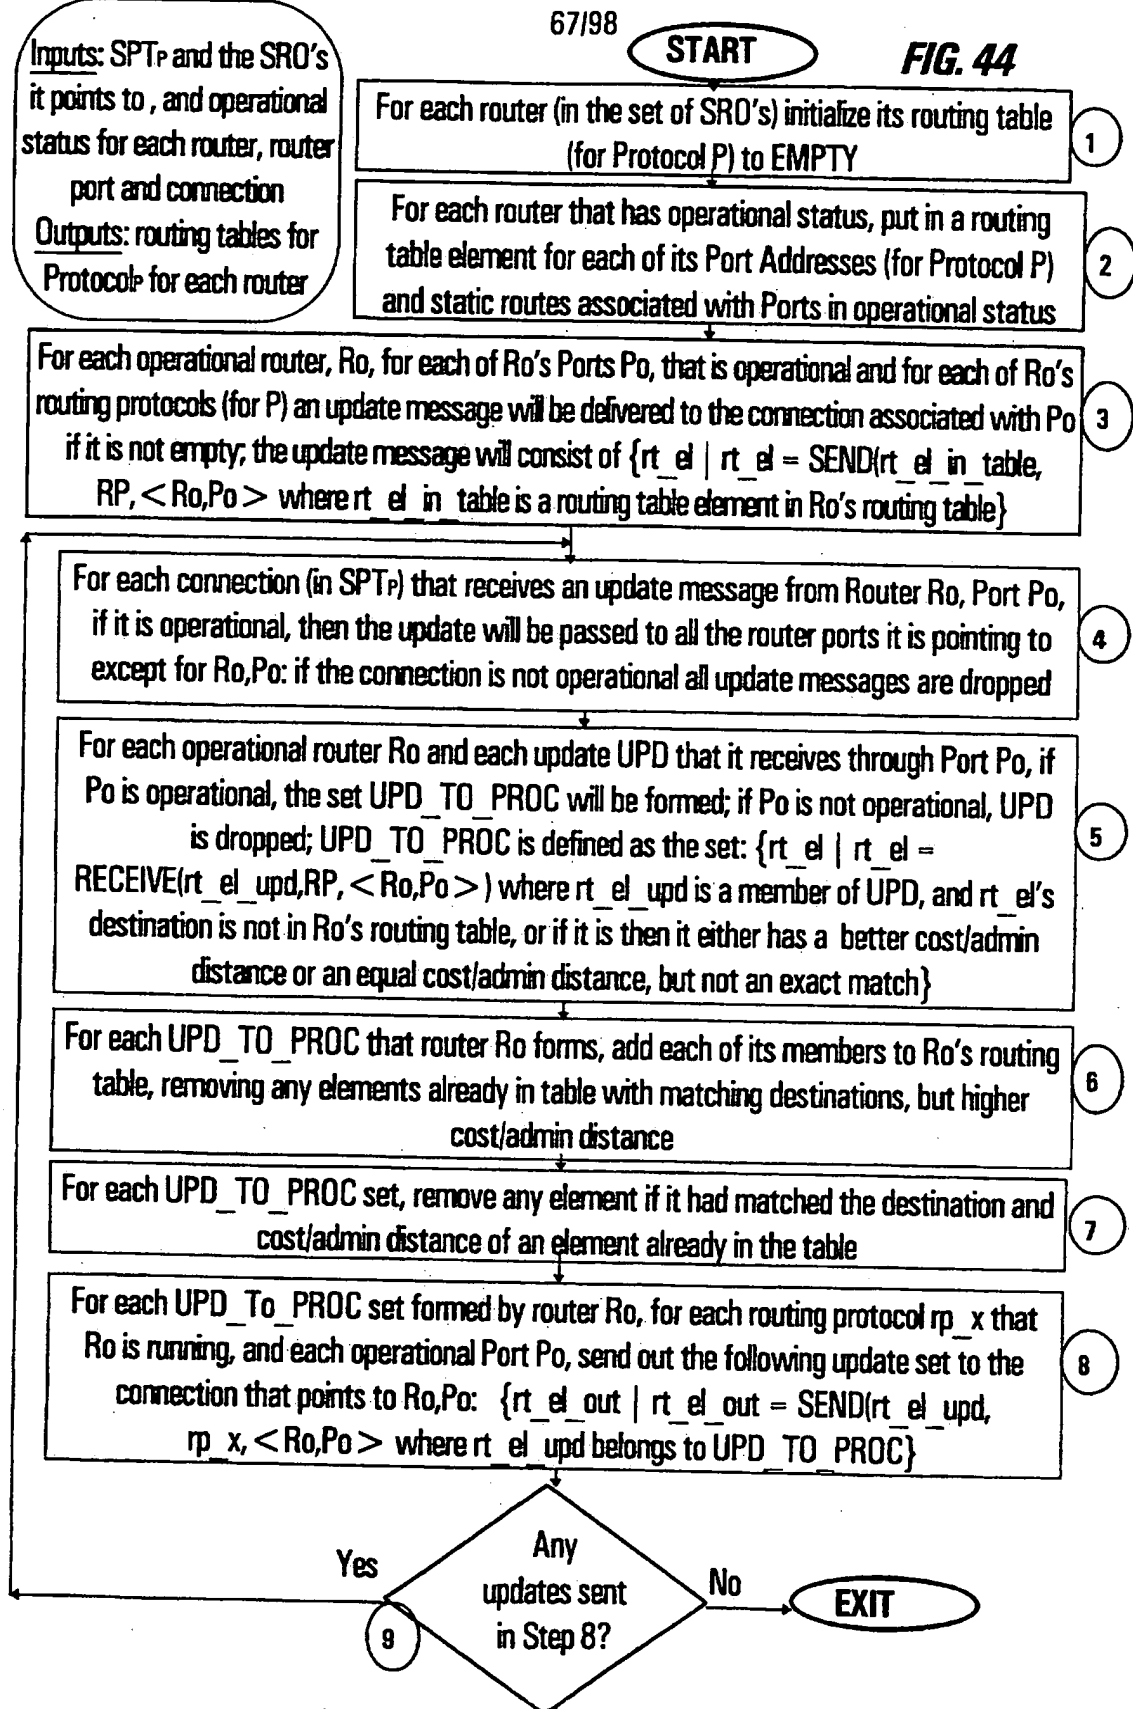 67/98
FIG. 44
Inputs: SPTP and the SRO's
it points to , and operational
status for each router, router
port and connection
Outputs: routing tables for
ProtocolP for each router
START
For each router (in the set of SRO's) initialize its routing table
(for Protocol P) to EMPTY
1
For each router that has operational status, put in a routing
table element for each of its Port Addresses (for Protocol P)
and static routes associated with Ports in operational status
2
For each operational router, Ro, for each of Ro's Ports Po, that is operational and for each of Ro's
routing protocols (for P) an update message will be delivered to the connection associated with Po
if it is not empty; the update message will consist of {rt_el | rt_el = SEND(rt_el_in_table,
RP, <Ro,Po> where rt_el_in_table is a routing table element in Ro's routing table}
3
For each connection (in SPTP) that receives an update message from Router Ro, Port Po,
if it is operational, then the update will be passed to all the router ports it is pointing to
except for Ro,Po: if the connection is not operational all update messages are dropped
4
For each operational router Ro and each update UPD that it receives through Port Po, if
Po is operational, the set UPD_TO_PROC will be formed; if Po is not operational, UPD
is dropped; UPD_TO_PROC is defined as the set: {rt_el | rt_el =
RECEIVE(rt_el_upd,RP, <Ro,Po>) where rt_el_upd is a member of UPD, and rt_el's
destination is not in Ro's routing table, or if it is then it either has a better cost/admin
distance or an equal cost/admin distance, but not an exact match}
5
For each UPD_TO_PROC that router Ro forms, add each of its members to Ro's routing
table, removing any elements already in table with matching destinations, but higher
cost/admin distance
6
For each UPD_TO_PROC set, remove any element if it had matched the destination and
cost/admin distance of an element already in the table
7
For each UPD_To_PROC set formed by router Ro, for each routing protocol rp_x that
Ro is running, and each operational Port Po, send out the following update set to the
connection that points to Ro,Po: {rt_el_out | rt_el_out = SEND(rt_el_upd,
rp_x, <Ro,Po> where rt_el_upd belongs to UPD_TO_PROC}
8
Any
updates sent
in Step 8?
Yes
No
9
EXIT